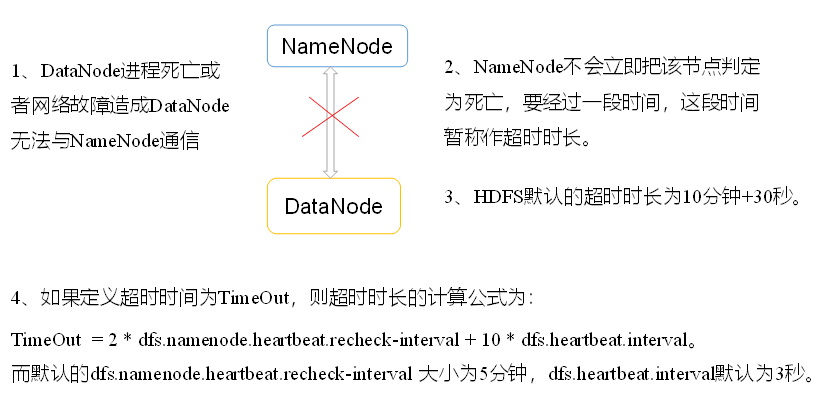 NameNode
1、DataNode进程死亡或
者网络故障造成DataNode
无法与NameNode通信
DataNode
2、NameNode不会立即把该节点判定
为死亡，要经过一段时间，这段时间
暂称作超时时长。
3、HDFS默认的超时时长为10分钟+30秒。
4、如果定义超时时间为TimeOut，则超时时长的计算公式为：
TimeOut = 2 * dfs.namenode.heartbeat.recheck-interval + 10 * dfs.heartbeat.interval。
而默认的dfs.namenode.heartbeat.recheck-interval 大小为5分钟，dfs.heartbeat.interval默认为3秒。